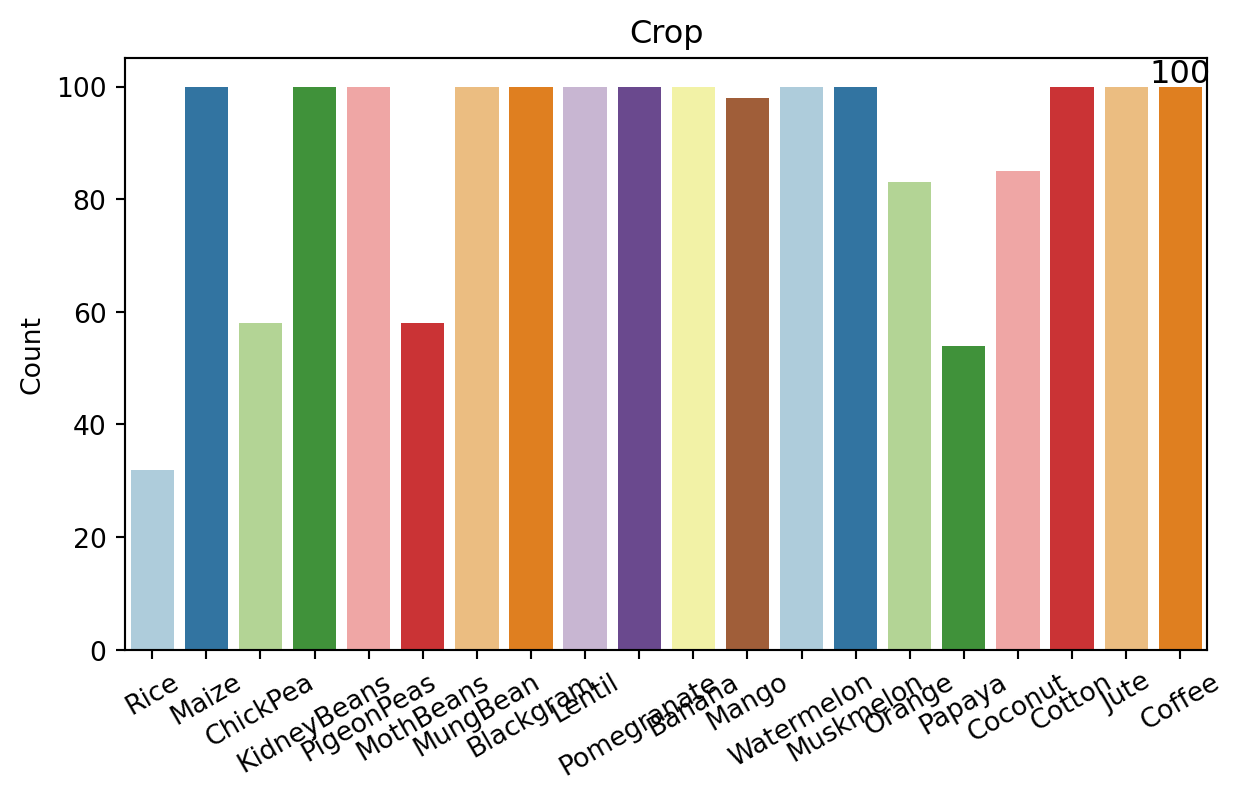 Crop
100
Count
100
80
60
40
20
0
Rice
Maize
ChickPea
KidneyBeans
PigeonPeas
MothBeans
MungBean
Blackgram
Lentil
Pomegranate
Banana
Mango
Watermelon
Muskmelon
Orange
Papaya
Coconut
Cotton
Jute
Coffee